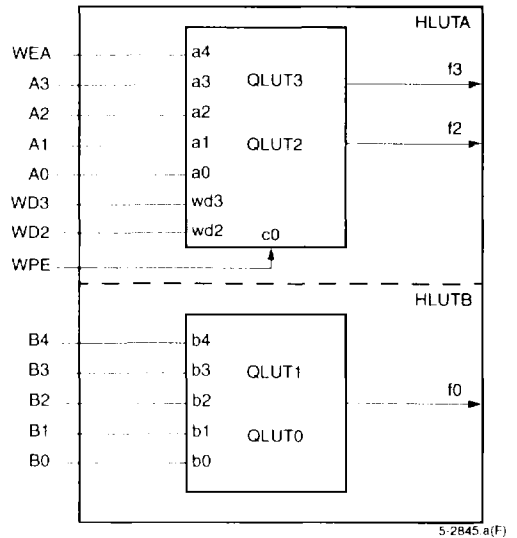 HLUTA
WEA a4
A3 a3 QLUT3 f3
A2 a2
A1 a1 QLUT2 f2
A0 a0
WD3 wd3
WD2 wd2
c0
WPE
HLUTB
B4 b4
B3 b3 QLUT1
B2 b2 f0
B1 b1 QLUT0
B0 b0
5-2845.a(F)